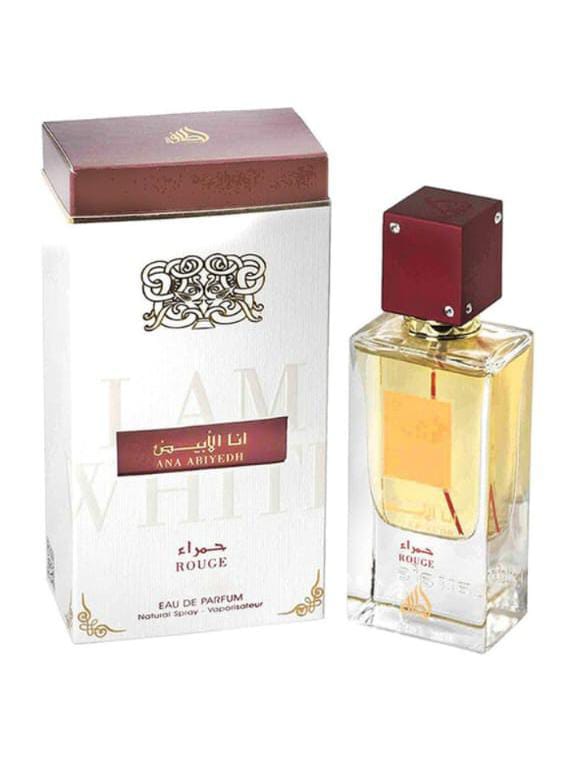 I AM
WHITE
انا الأبيض
ANA ABIYEDH
حمراء
ROUGE
EAU DE PARFUM
Natural Spray - Vaporisateur
حمراء
ROUGE